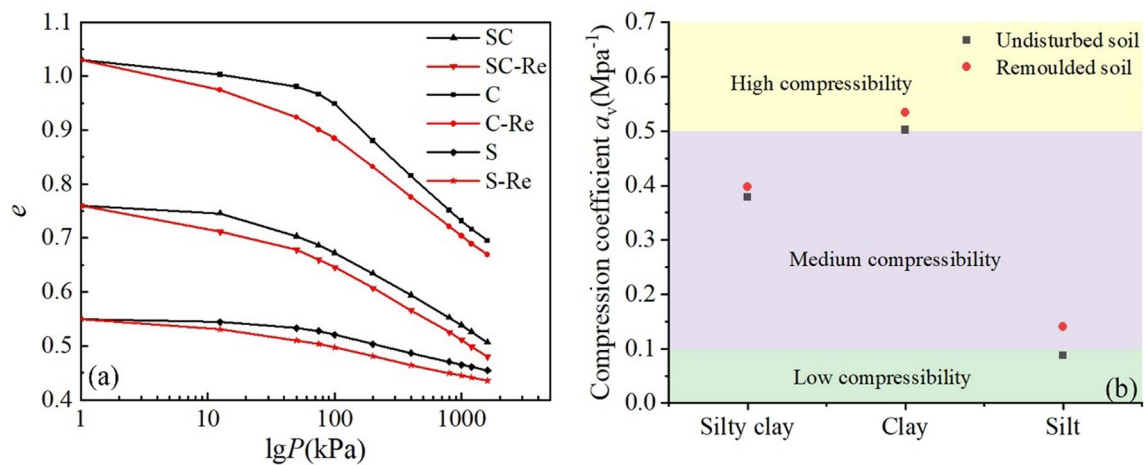 1.1
1.0
0.9
0.8
0.7
0.6
0.5
0.4
e
SC
SC-Re
C
C-Re
S
S-Re
(a)
1
10
100
1000
lgP(kPa)
0.7
0.6
0.5
0.4
0.3
0.2
0.1
0.0
Compression coefficient aᵥ(Mpa⁻¹)
Undisturbed soil
Remoulded soil
High compressibility
Medium compressibility
Low compressibility
(b)
Silty clay
Clay
Silt